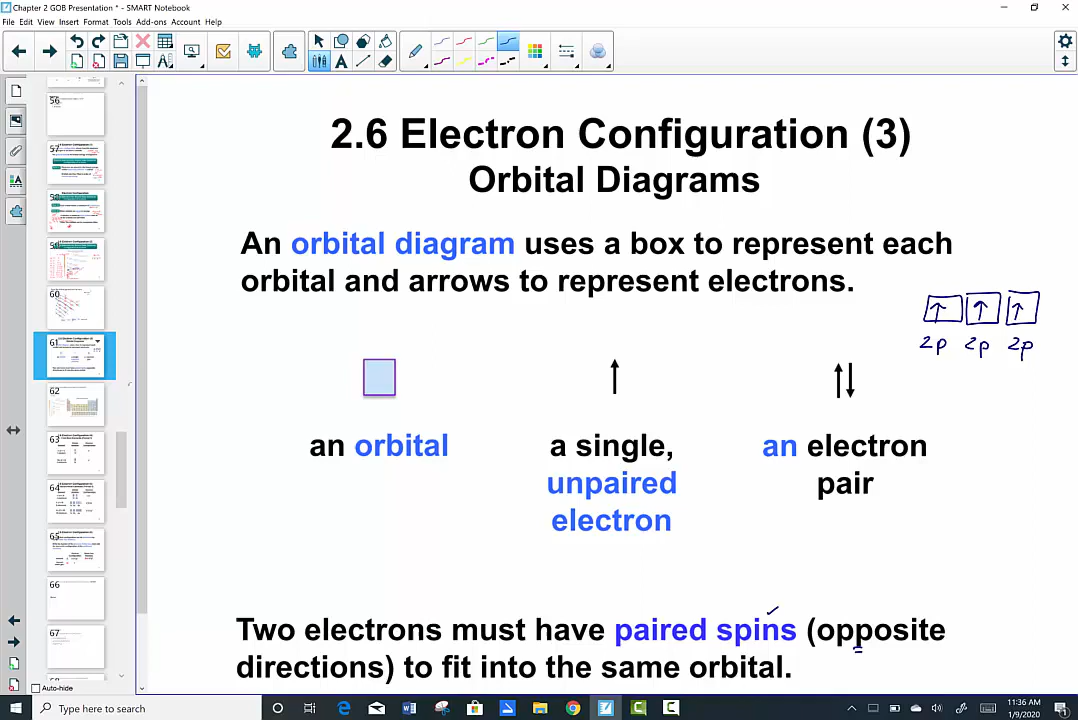 Chapter 2 GOB Presentation * - SMART Notebook
File Edit View Insert Format Tools Add-ons Account Help
2.6 Electron Configuration (3)
Orbital Diagrams
An orbital diagram uses a box to represent each
orbital and arrows to represent electrons.
2p 2p 2p
an orbital
a single,
unpaired
electron
an electron
pair
Two electrons must have paired spins (opposite
directions) to fit into the same orbital.
56
57
58
59
60
61
62
63
64
65
66
67
Auto-hide
Type here to search
11:36 AM
1/9/2020